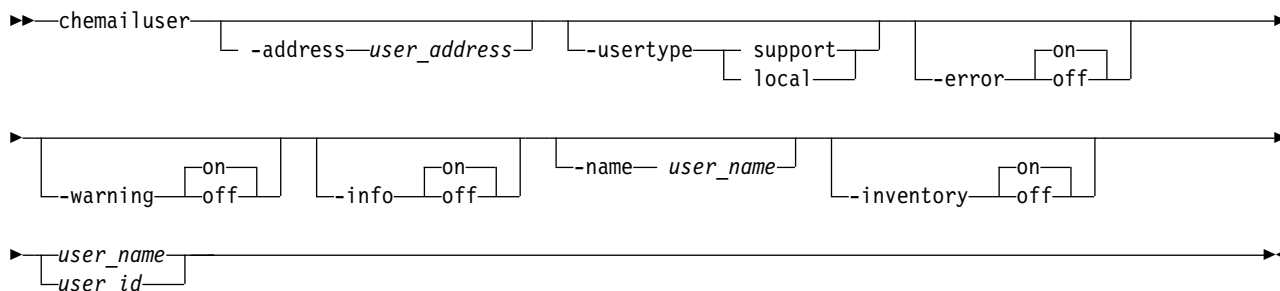 chemailuser -address user_address -usertype support local -error on off
-warning on off -info on off -name user_name -inventory on off
user_name
user_id